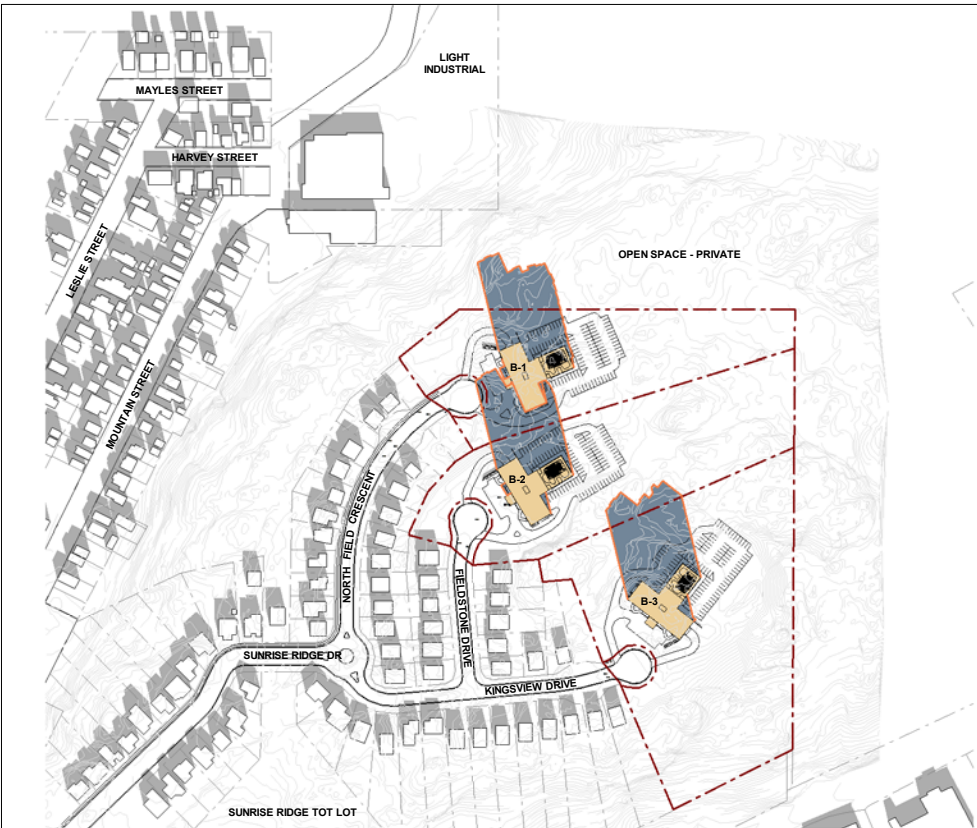 LIGHT
INDUSTRIAL
MAYLES STREET
HARVEY STREET
LESLIE STREET
OPEN SPACE - PRIVATE
MOUNTAIN STREET
B-1
B-2
NORTH FIELD CRESCENT
FIELDSTONE DRIVE
B-3
SUNRISE RIDGE DR
KINGSVIEW DRIVE
SUNRISE RIDGE TOT LOT